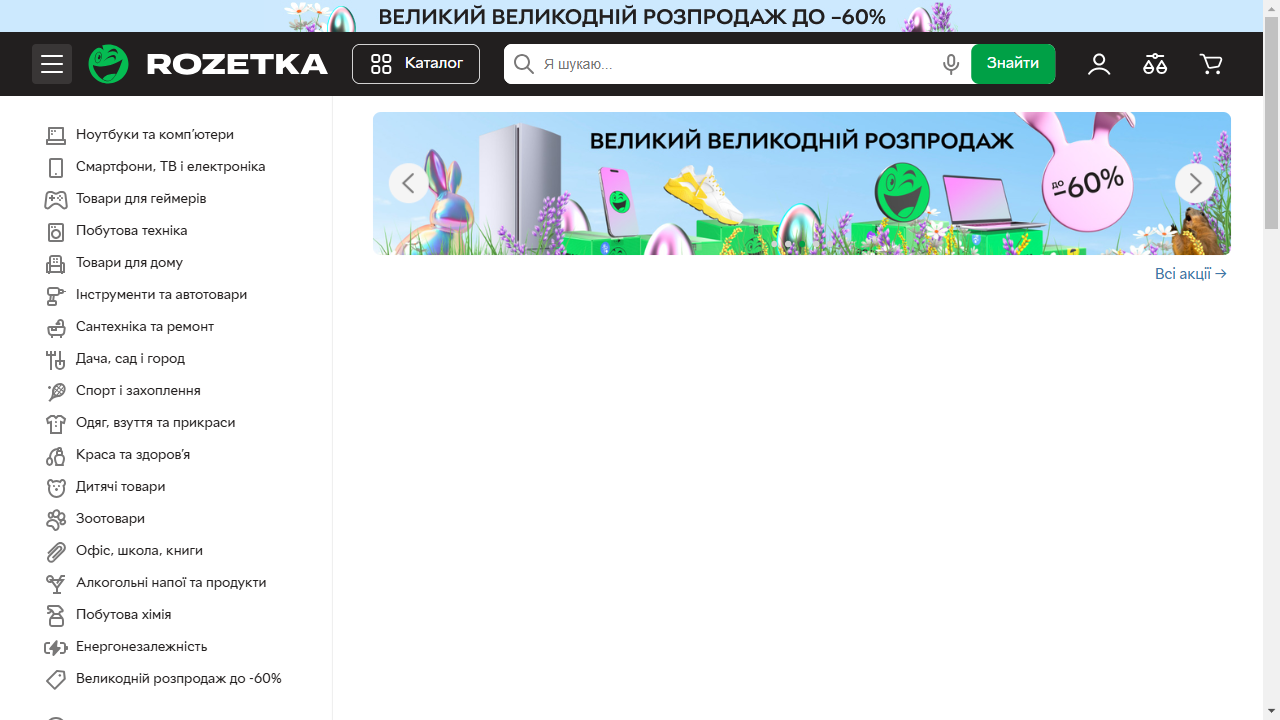 ВЕЛИКИЙ ВЕЛИКОДНІЙ РОЗПРОДАЖ ДО −60%
ROZETKA
Каталог
Я шукаю...
Знайти
Ноутбуки та комп'ютери
Смартфони, ТВ і електроніка
Товари для геймерів
Побутова техніка
Товари для дому
Інструменти та автотовари
Сантехніка та ремонт
Дача, сад і город
Спорт і захоплення
Одяг, взуття та прикраси
Краса та здоров'я
Дитячі товари
Зоотовари
Офіс, школа, книги
Алкогольні напої та продукти
Побутова хімія
Енергонезалежність
Великодній розпродаж до -60%
ВЕЛИКИЙ ВЕЛИКОДНІЙ РОЗПРОДАЖ
до
−60%
Всі акції →